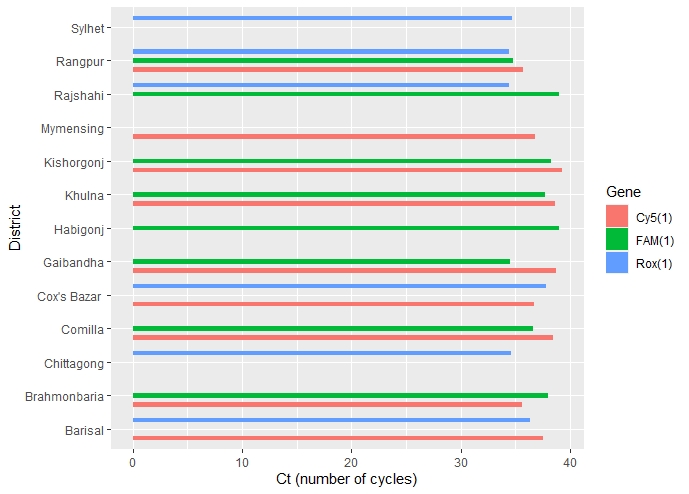 District
Sylhet
Rangpur
Rajshahi
Mymensing
Kishorgonj
Khulna
Habigonj
Gaibandha
Cox's Bazar
Comilla
Chittagong
Brahmonbaria
Barisal
0 10 20 30 40
Ct (number of cycles)
Gene
Cy5(1)
FAM(1)
Rox(1)